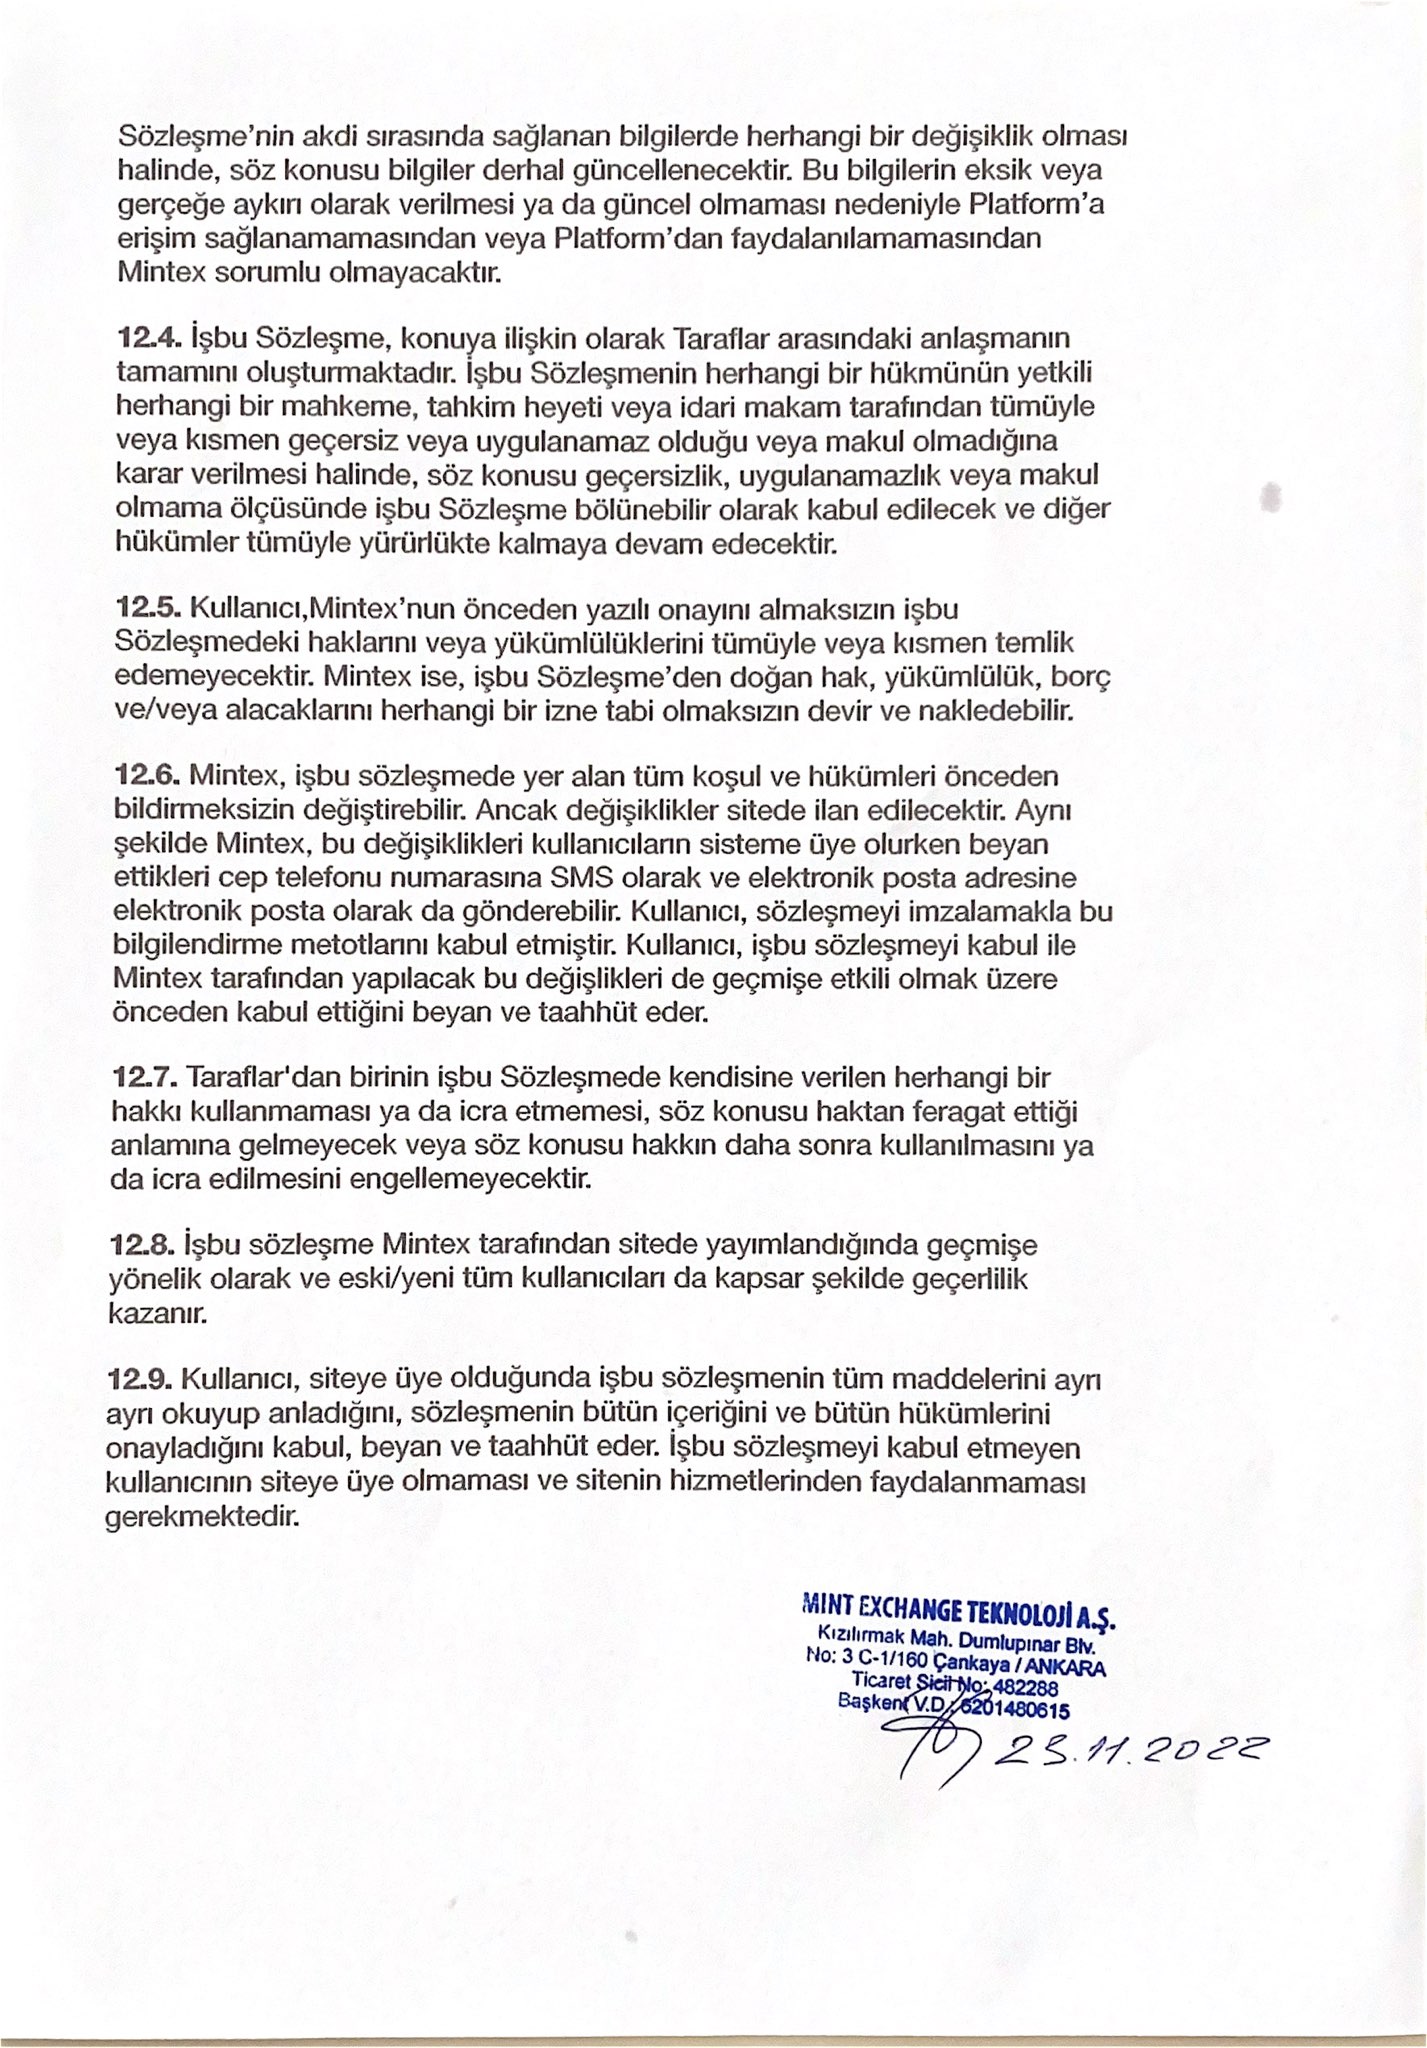 Sözleşme’nin akdi sırasında sağlanan bilgilerde herhangi bir değişiklik olması
halinde, söz konusu bilgiler derhal güncellenecektir. Bu bilgilerin eksik veya
gerçeğe aykırı olarak verilmesi ya da güncel olmaması nedeniyle Platform’a
erişim sağlanamamasından veya Platform’dan faydalanılamamasından
Mintex sorumlu olmayacaktır.
12.4. İşbu Sözleşme, konuya ilişkin olarak Taraflar arasındaki anlaşmanın
tamamını oluşturmaktadır. İşbu Sözleşmenin herhangi bir hükmünün yetkili
herhangi bir mahkeme, tahkim heyeti veya idari makam tarafından tümüyle
veya kısmen geçersiz veya uygulanamaz olduğu veya makul olmadığına
karar verilmesi halinde, söz konusu geçersizlik, uygulanamazlık veya makul
olmama ölçüsünde işbu Sözleşme bölünebilir olarak kabul edilecek ve diğer
hükümler tümüyle yürürlükte kalmaya devam edecektir.
12.5. Kullanıcı,Mintex’nun önceden yazılı onayını almaksızın işbu
Sözleşmedeki haklarını veya yükümlülüklerini tümüyle veya kısmen temlik
edemeyecektir. Mintex ise, işbu Sözleşme’den doğan hak, yükümlülük, borç
ve/veya alacaklarını herhangi bir izne tabi olmaksızın devir ve nakledebilir.
12.6. Mintex, işbu sözleşmede yer alan tüm koşul ve hükümleri önceden
bildirmeksizin değiştirebilir. Ancak değişiklikler sitede ilan edilecektir. Aynı
şekilde Mintex, bu değişiklikleri kullanıcıların sisteme üye olurken beyan
ettikleri cep telefonu numarasına SMS olarak ve elektronik posta adresine
elektronik posta olarak da gönderebilir. Kullanıcı, sözleşmeyi imzalamakla bu
bilgilendirme metotlarını kabul etmiştir. Kullanıcı, işbu sözleşmeyi kabul ile
Mintex tarafından yapılacak bu değişlikleri de geçmişe etkili olmak üzere
önceden kabul ettiğini beyan ve taahhüt eder.
12.7. Taraflar'dan birinin işbu Sözleşmede kendisine verilen herhangi bir
hakkı kullanmaması ya da icra etmemesi, söz konusu haktan feragat ettiği
anlamına gelmeyecek veya söz konusu hakkın daha sonra kullanılmasını ya
da icra edilmesini engellemeyecektir.
12.8. İşbu sözleşme Mintex tarafından sitede yayımlandığında geçmişe
yönelik olarak ve eski/yeni tüm kullanıcıları da kapsar şekilde geçerlilik
kazanır.
12.9. Kullanıcı, siteye üye olduğunda işbu sözleşmenin tüm maddelerini ayrı
ayrı okuyup anladığını, sözleşmenin bütün içeriğini ve bütün hükümlerini
onayladığını kabul, beyan ve taahhüt eder. İşbu sözleşmeyi kabul etmeyen
kullanıcının siteye üye olmaması ve sitenin hizmetlerinden faydalanmaması
gerekmektedir.
MINT EXCHANGE TEKNOLOJİ A.Ş.
Kızılırmak Mah. Dumlupınar Blv.
No: 3 C-1/160 Çankaya / ANKARA
Ticaret Sicil No: 482288
Başkent V.D.: 6201480615
23.11.2022